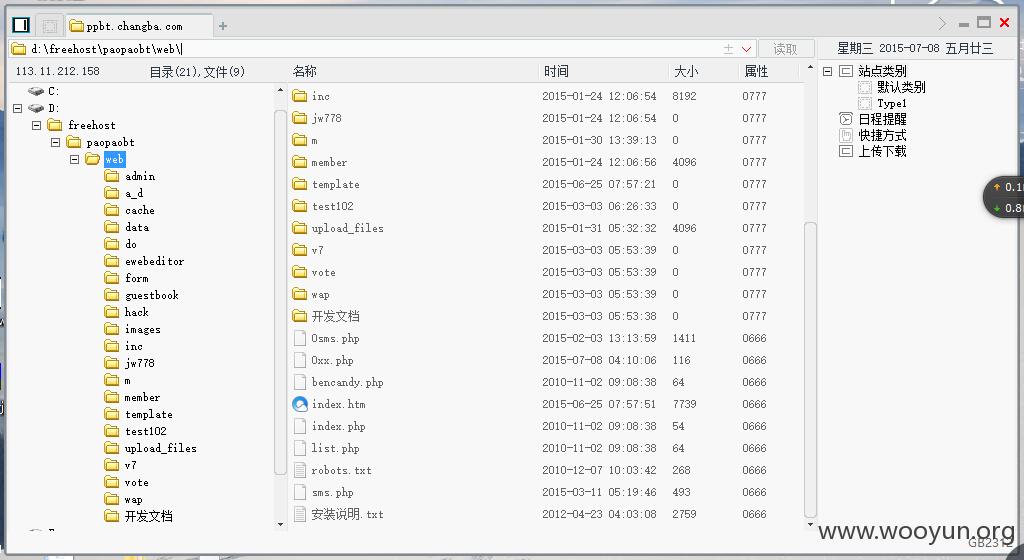 ppbt.changba.com
d:\freehost\paopaobt\web\
读取
星期三 2015-07-08 五月廿三
113.11.212.158
目录(21),文件(9)
名称 时间 大小 属性
C:
D:
freehost
paopaobt
web
admin
a_d
cache
data
do
ewebeditor
form
guestbook
hack
images
inc
jw778
m
member
template
test102
upload_files
v7
vote
wap
开发文档
inc 2015-01-24 12:06:54 8192 0777
jw778 2015-01-24 12:06:54 0 0777
m 2015-01-30 13:39:13 0 0777
member 2015-01-24 12:06:56 4096 0777
template 2015-06-25 07:57:21 0 0777
test102 2015-03-03 06:26:33 0 0777
upload_files 2015-01-31 05:32:32 4096 0777
v7 2015-03-03 05:53:39 0 0777
vote 2015-03-03 05:53:39 0 0777
wap 2015-03-03 05:53:39 0 0777
开发文档 2015-03-03 05:53:38 0 0777
0sms.php 2015-02-03 13:13:59 1411 0666
0xx.php 2015-07-08 04:10:06 116 0666
bencandy.php 2010-11-02 09:08:38 64 0666
index.htm 2015-06-25 07:57:51 7739 0666
index.php 2010-11-02 09:08:38 54 0666
list.php 2010-11-02 09:08:38 64 0666
robots.txt 2010-12-07 10:03:42 268 0666
sms.php 2015-03-11 05:19:46 493 0666
安装说明.txt 2012-04-23 04:03:08 2759 0666
站点类别
默认类别
Type1
日程提醒
快捷方式
上传下载
www.wooyun.org